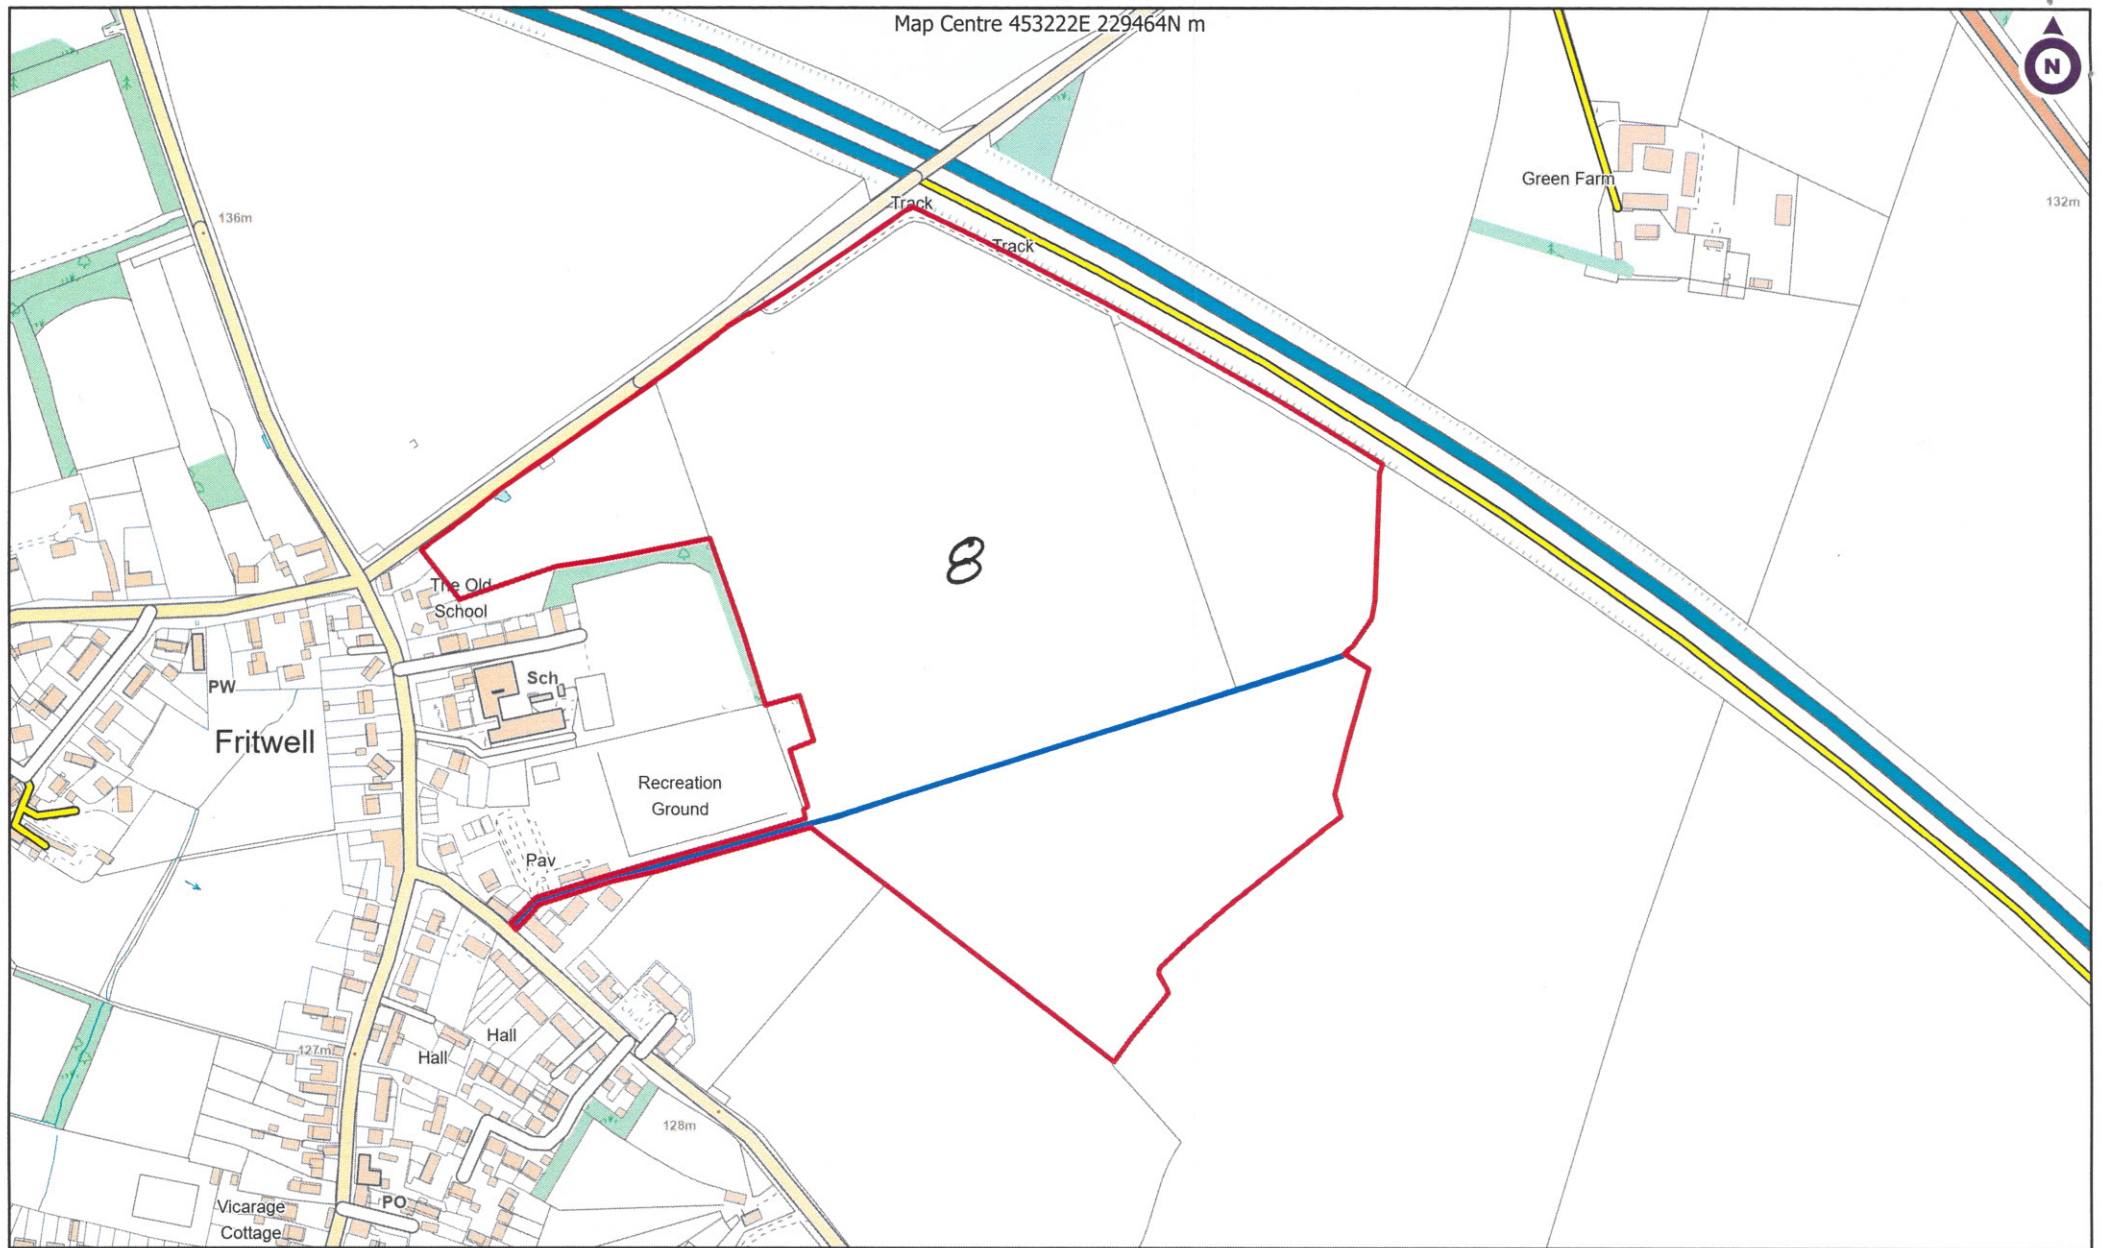 Map Centre 453222E 229464N m
N
Green Farm
132m
136m
Track
Track
8
The Old
School
Sch
PW
Fritwell
Recreation
Ground
Pav
Hall
Hall
127m
128m
PO
Vicarage
Cottage